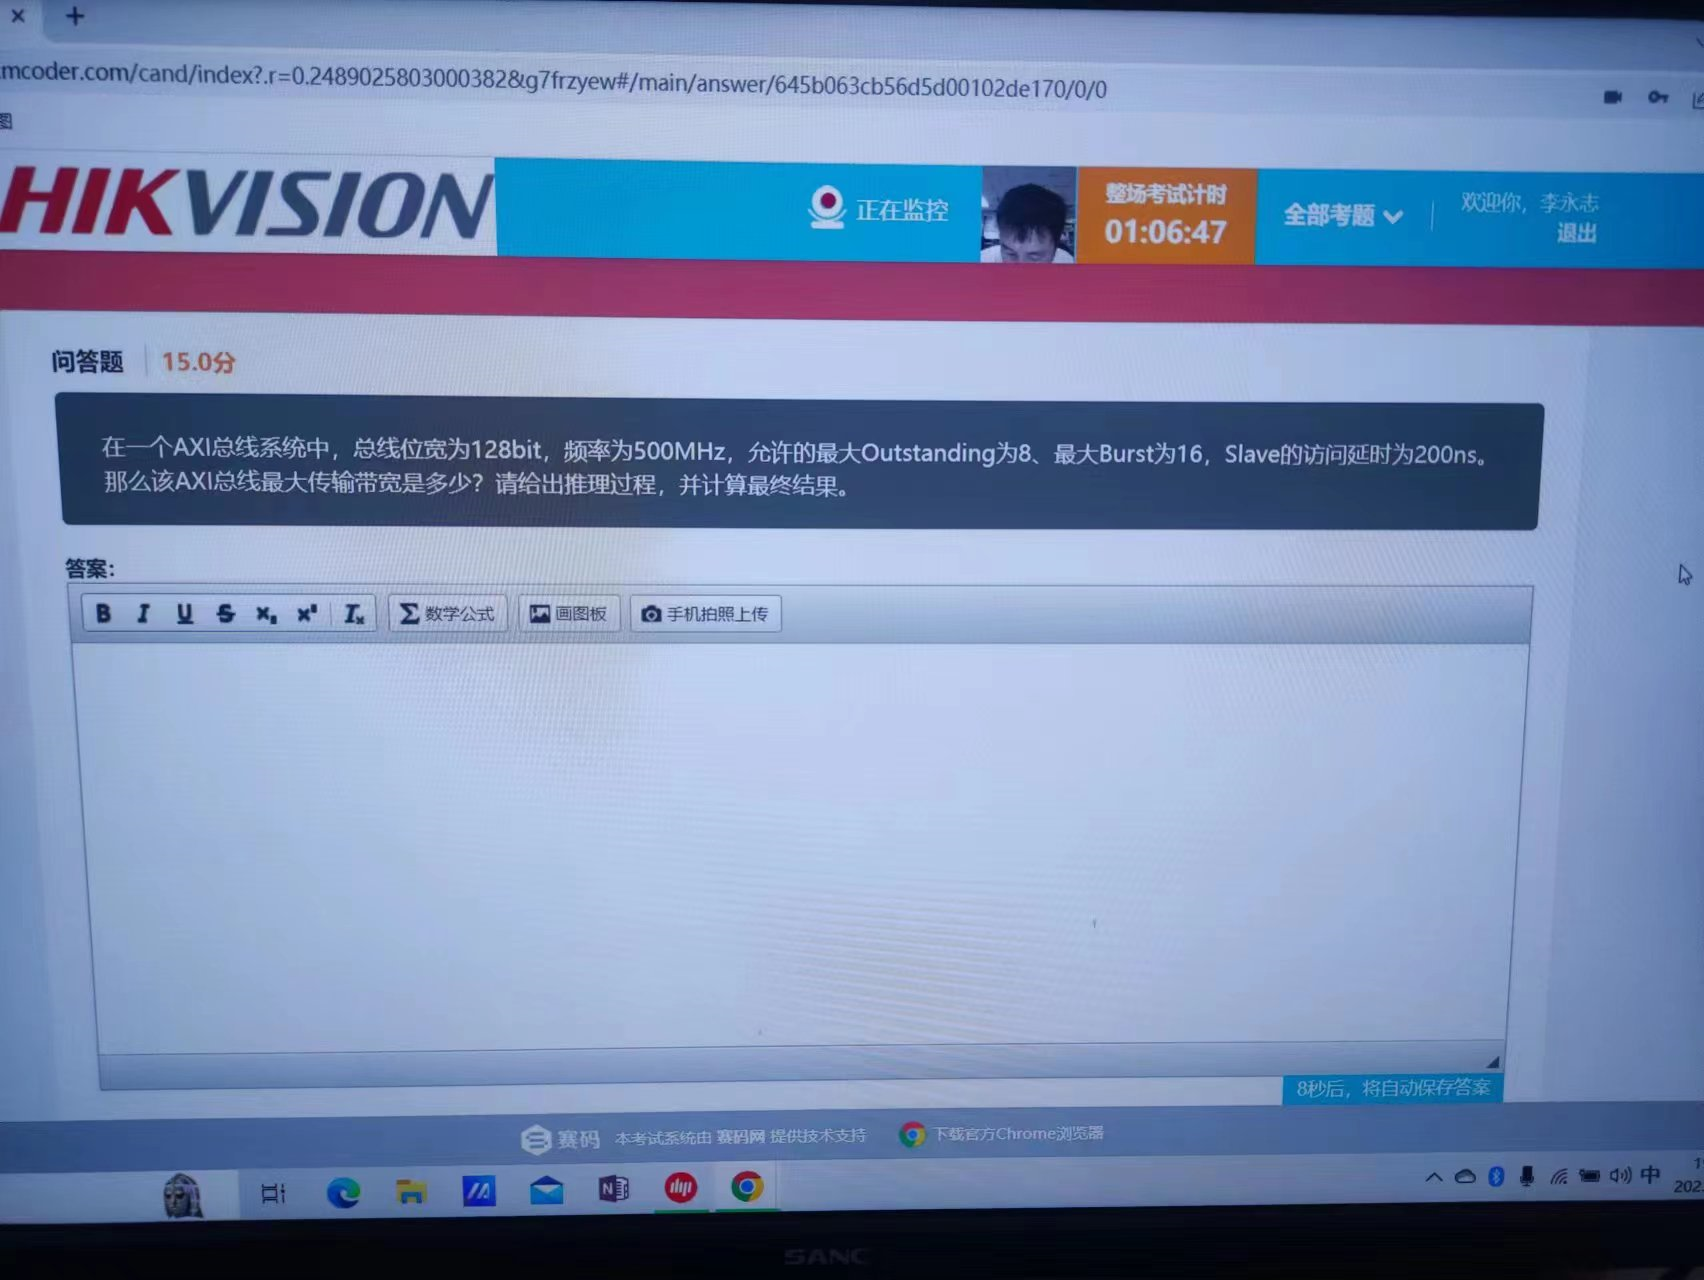 mcoder.com/cand/index?.r=0.24890258030003828&g7frzyew#/main/answer/645b063cb56d5d00102de170/0/0
图
HIKVISION
正在监控
整场考试计时
01:06:47
全部考题
欢迎你, 李永志
退出
问答题
15.0分
在一个AXI总线系统中，总线位宽为128bit，频率为500MHz，允许的最大Outstanding为8、最大Burst为16，Slave的访问延时为200ns。
那么该AXI总线最大传输带宽是多少？请给出推理过程，并计算最终结果。
答案：
B I U S x x Ix
Σ 数学公式
画图板
手机拍照上传
8秒后，将自动保存答案
赛码 本考试系统由 赛码网 提供技术支持
下载官方Chrome浏览器
中
202
SANC